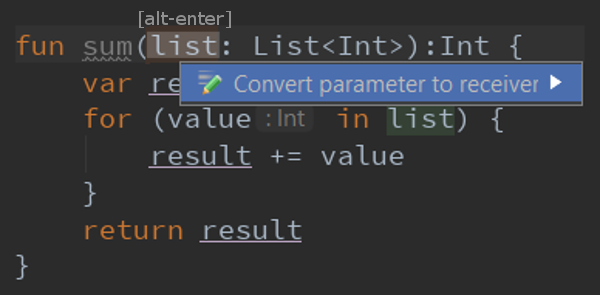 [alt-enter]
fun sum(list: List<Int>):Int {
var re
Convert parameter to receiver
for (value :Int in list) {
result += value
}
return result
}